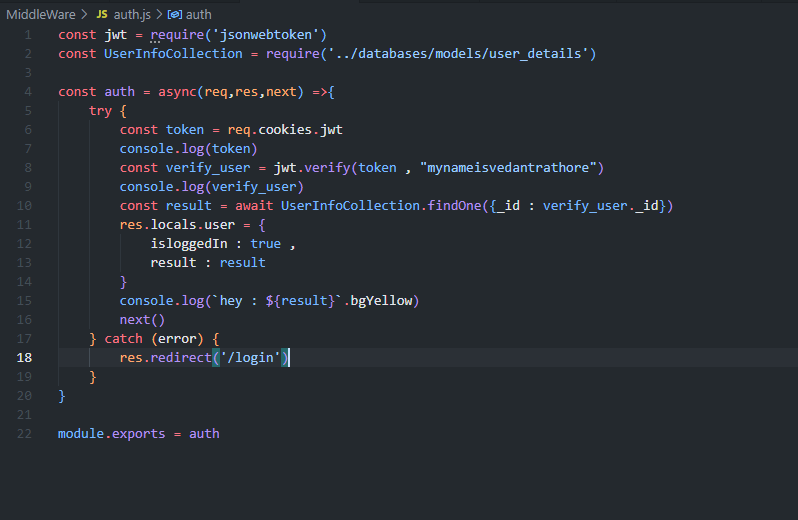 MiddleWare > JS auth.js > auth
1 const jwt = require('jsonwebtoken')
2 const UserInfoCollection = require('../databases/models/user_details')
3
4 const auth = async(req,res,next) =>{
5     try {
6         const token = req.cookies.jwt
7         console.log(token)
8         const verify_user = jwt.verify(token , "mynameisvedantrathore")
9         console.log(verify_user)
10         const result = await UserInfoCollection.findOne({_id : verify_user._id})
11         res.locals.user = {
12             isloggedIn : true ,
13             result : result
14         }
15         console.log(`hey : ${result}`.bgYellow)
16         next()
17     } catch (error) {
18         res.redirect('/login')
19     }
20 }
21
22 module.exports = auth